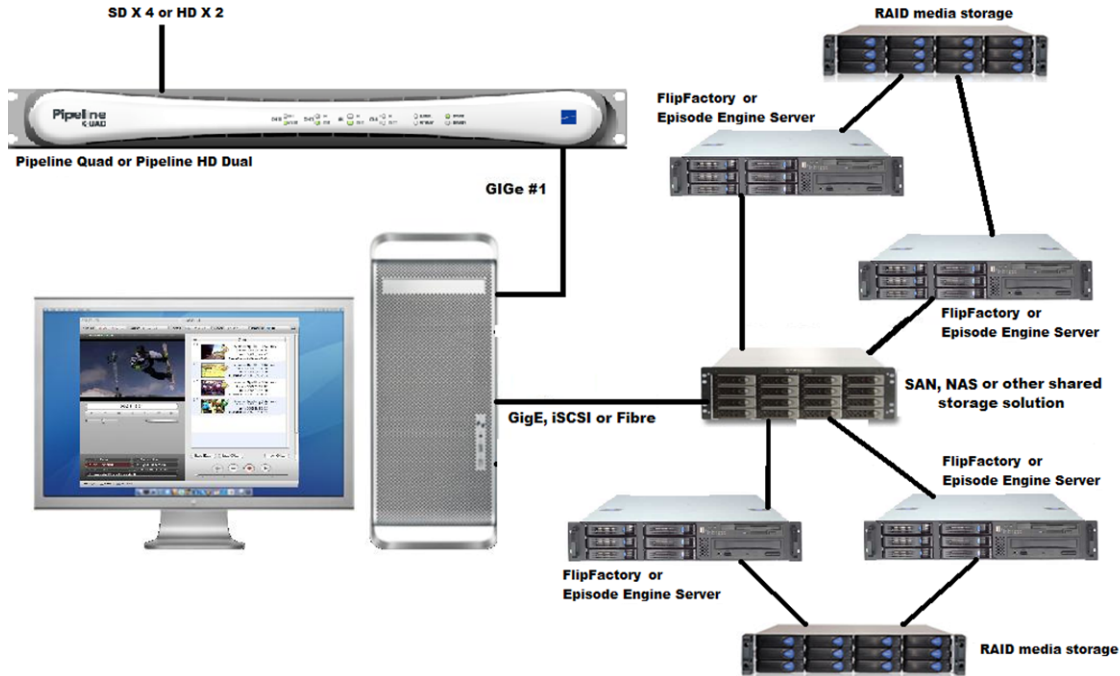 SD X 4 or HD X 2
RAID media storage
Pipeline
QUAD
FlipFactory or
Episode Engine Server
Pipeline Quad or Pipeline HD Dual
GIGe #1
FlipFactory or
Episode Engine Server
SAN, NAS or other shared
storage solution
GigE, iSCSI or Fibre
FlipFactory or
Episode Engine Server
FlipFactory or
Episode Engine Server
RAID media storage